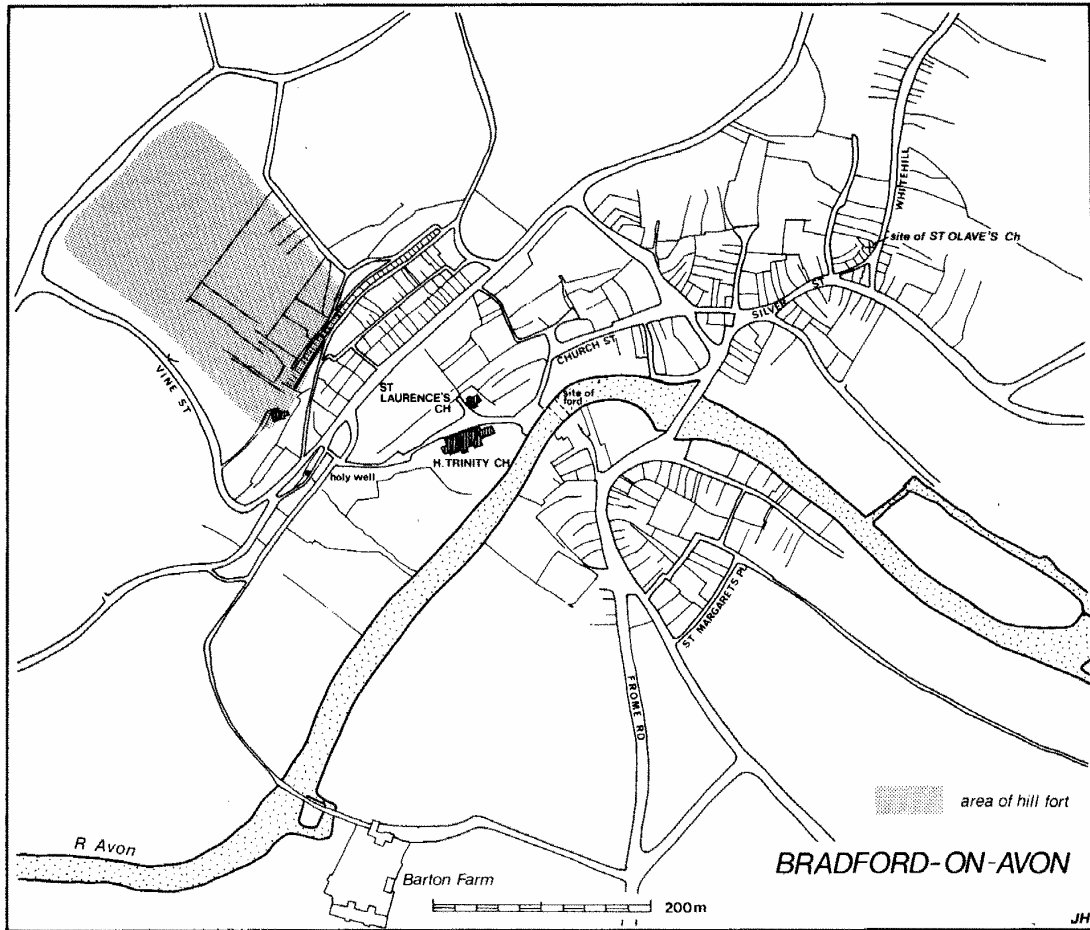 WHITEHILL
site of ST OLAVE'S Ch
SILVER ST
CHURCH ST
VINE ST
ST
LAURENCE'S
CH
site of
ford
H.TRINITY CH
holy well
ST MARGARETS PL
FROME RD
area of hill fort
R Avon
BRADFORD-ON-AVON
Barton Farm
200m
JH